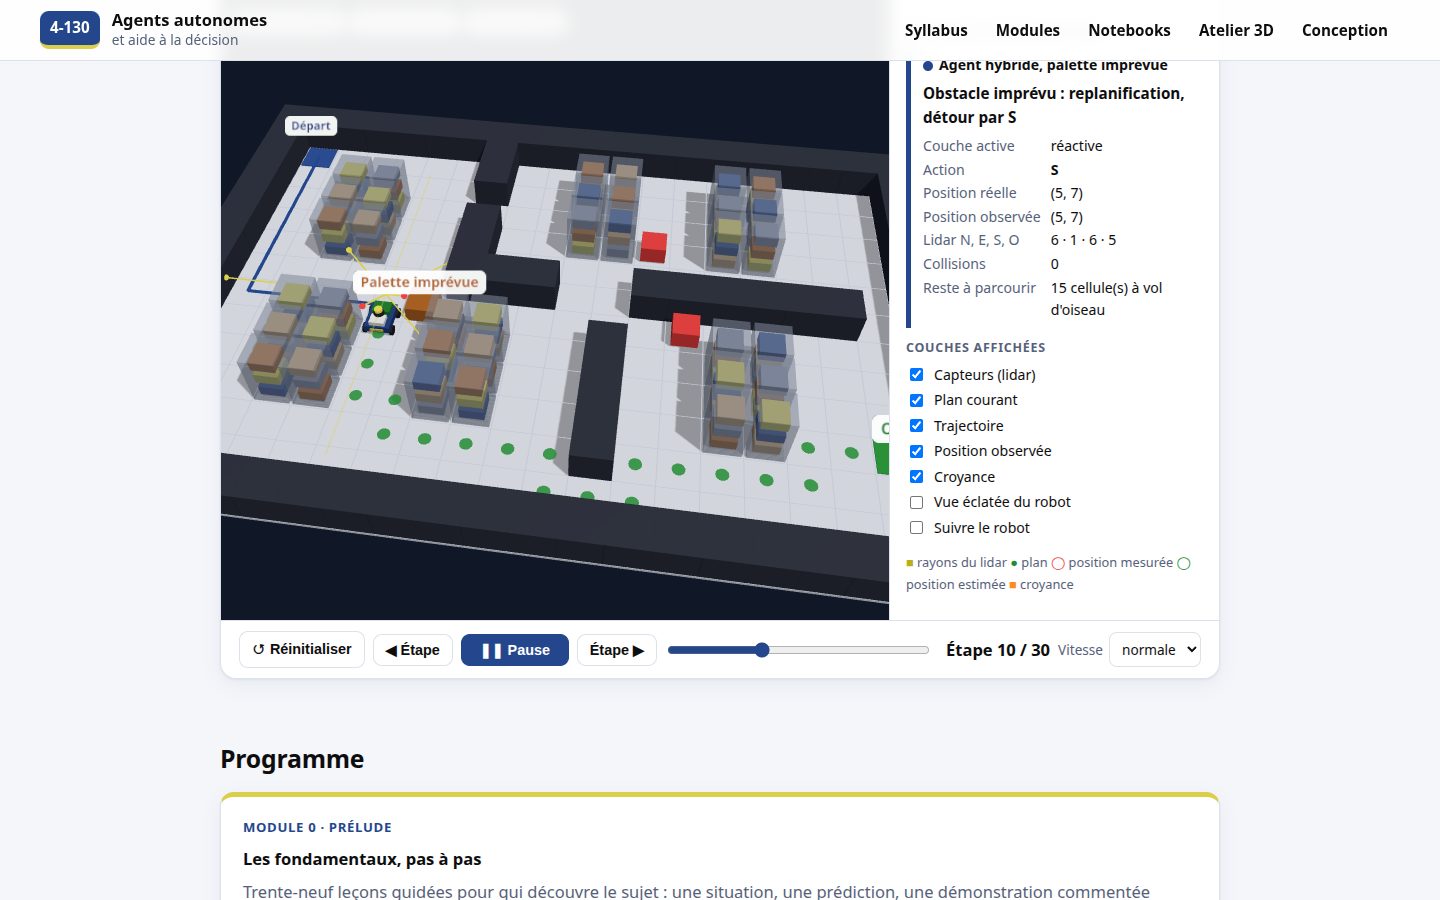 4-130
Agents autonomes
et aide à la décision
Syllabus
Modules
Notebooks
Atelier 3D
Conception
Départ
Palette imprévue
Agent hybride, palette imprévue
Obstacle imprévu : replanification,
détour par S
Couche active réactive
Action S
Position réelle (5, 7)
Position observée (5, 7)
Lidar N, E, S, O 6 · 1 · 6 · 5
Collisions 0
Reste à parcourir 15 cellule(s) à vol
d'oiseau
COUCHES AFFICHÉES
Capteurs (lidar)
Plan courant
Trajectoire
Position observée
Croyance
Vue éclatée du robot
Suivre le robot
rayons du lidar plan position mesurée
position estimée croyance
Réinitialiser
Étape
Pause
Étape
Étape 10 / 30
Vitesse
normale
Programme
MODULE 0 · PRÉLUDE
Les fondamentaux, pas à pas
Trente-neuf leçons guidées pour qui découvre le sujet : une situation, une prédiction, une démonstration commentée